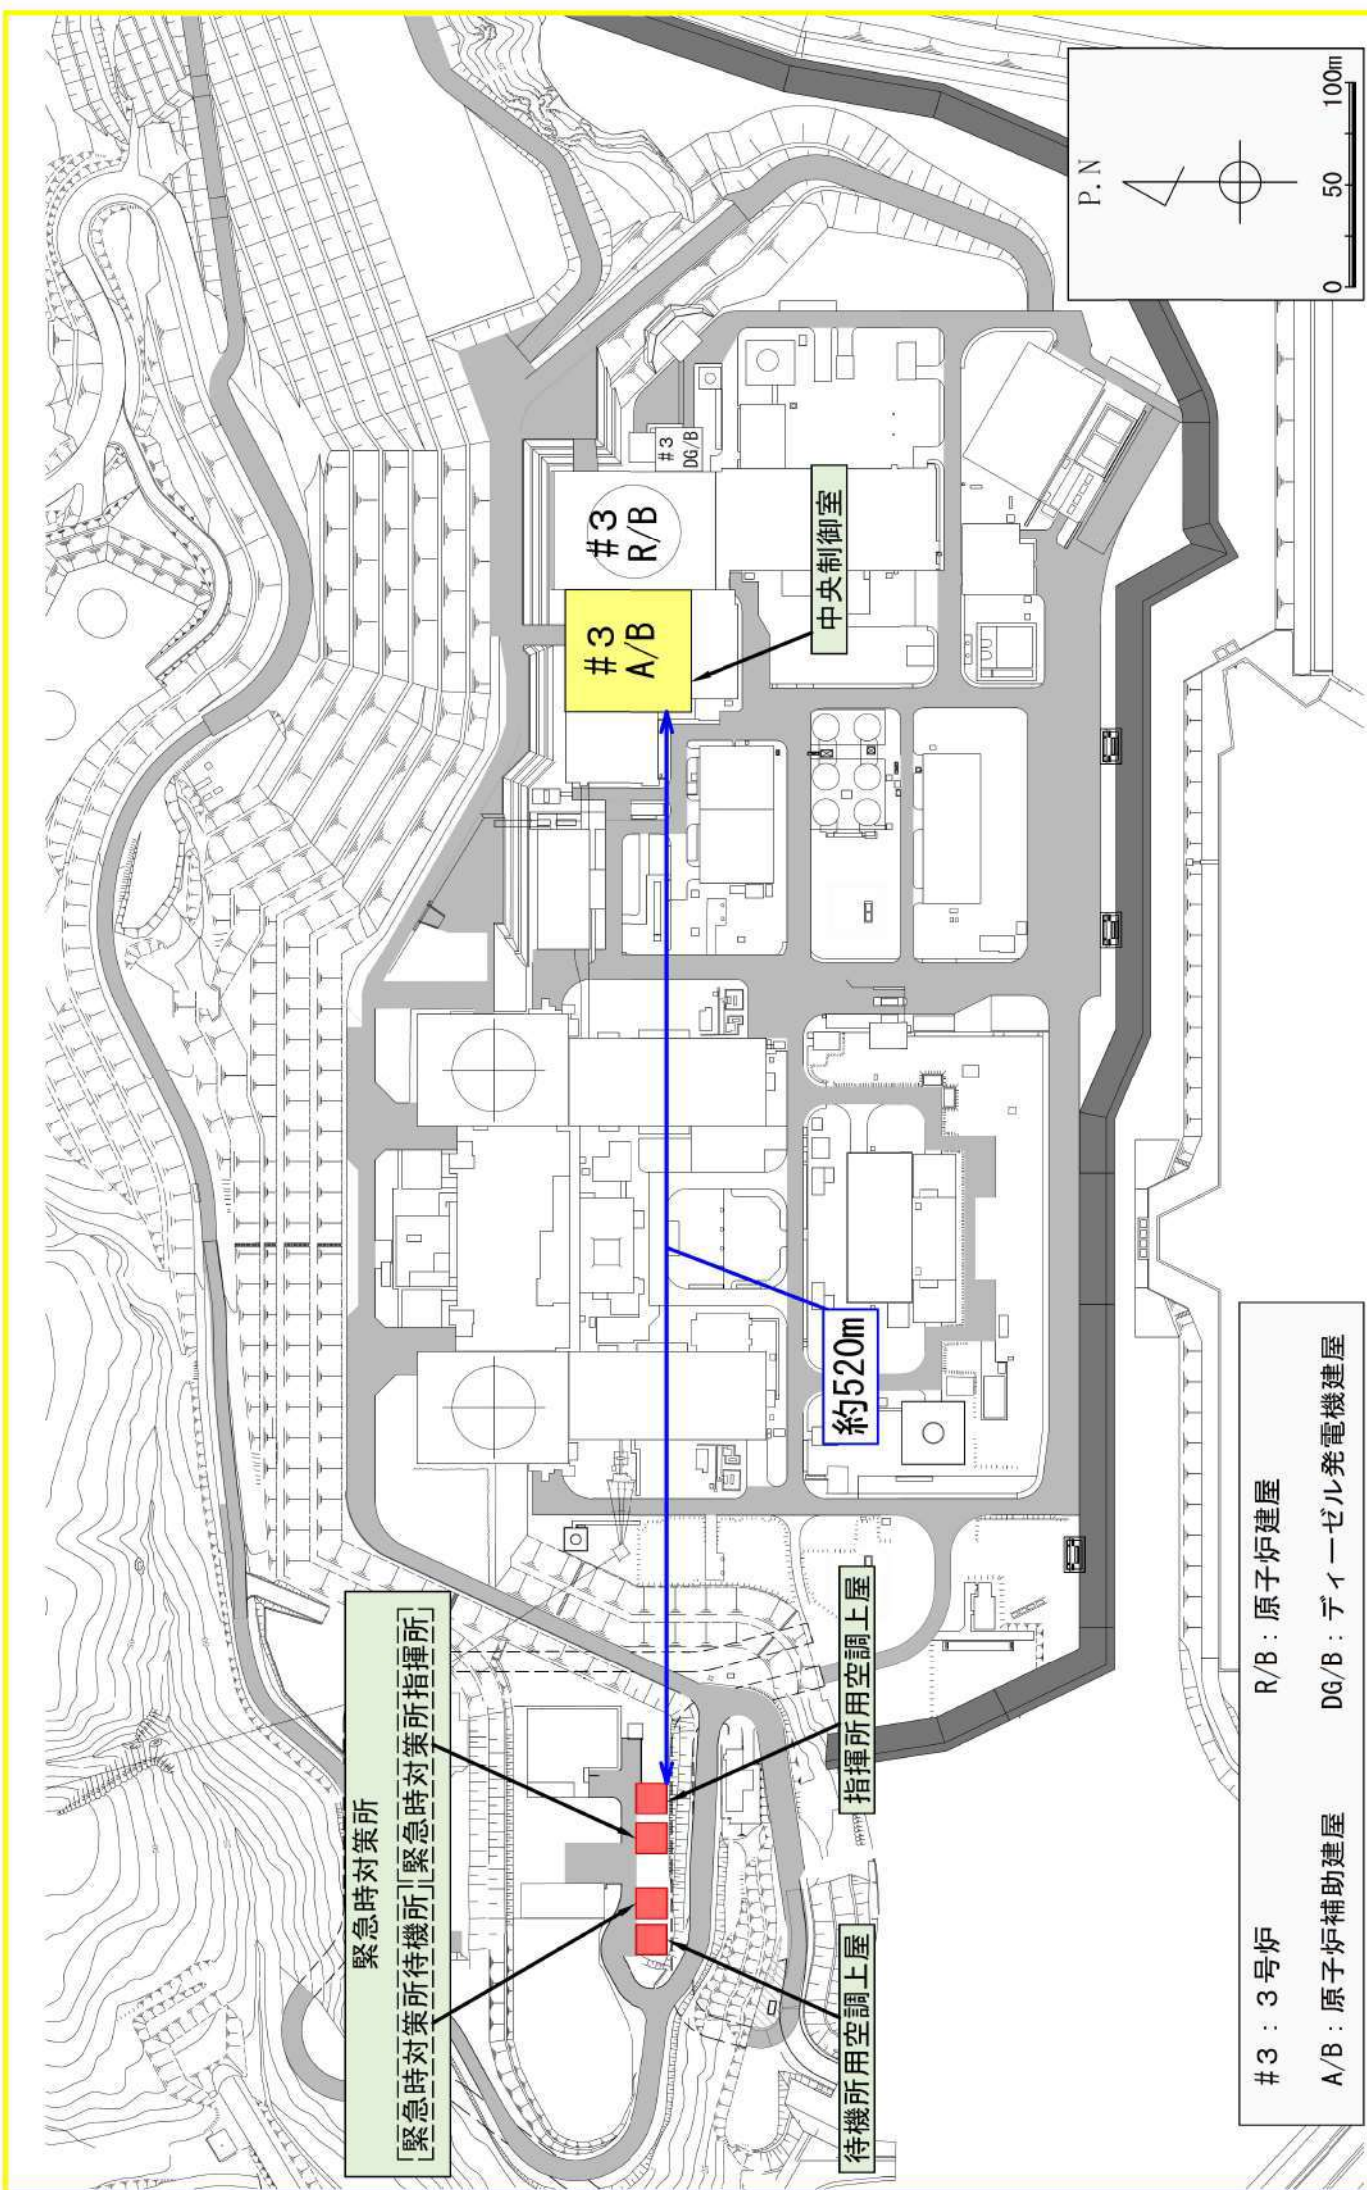 緊急時対策所
[緊急時対策所待機所][緊急時対策所指揮所]
#3
A/B
#3
R/B
#3
DG/B
中央制御室
約520m
待機所用空調上屋
指揮所用空調上屋
P.N
0 50 100m
#3 : 3号炉 R/B : 原子炉建屋
A/B : 原子炉補助建屋 DG/B : ディーゼル発電機建屋